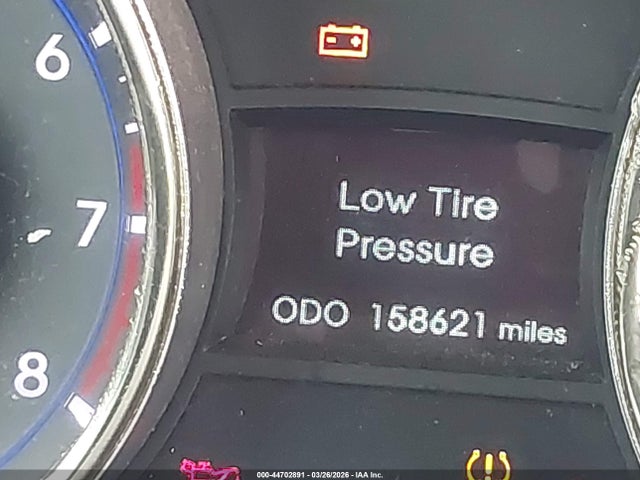 6
7
8
Low Tire
Pressure
ODO 158621 miles
000-44702891 - 03/26/2026 - IAA Inc.